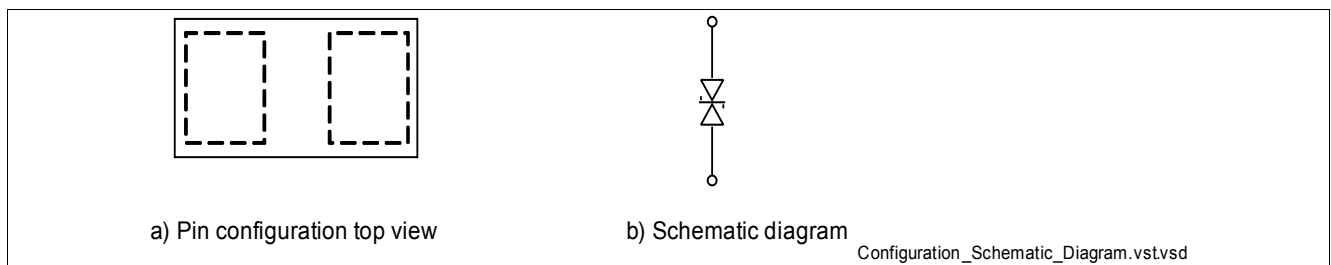 a) Pin configuration top view
b) Schematic diagram
Configuration_Schematic_Diagram.vst.vsd